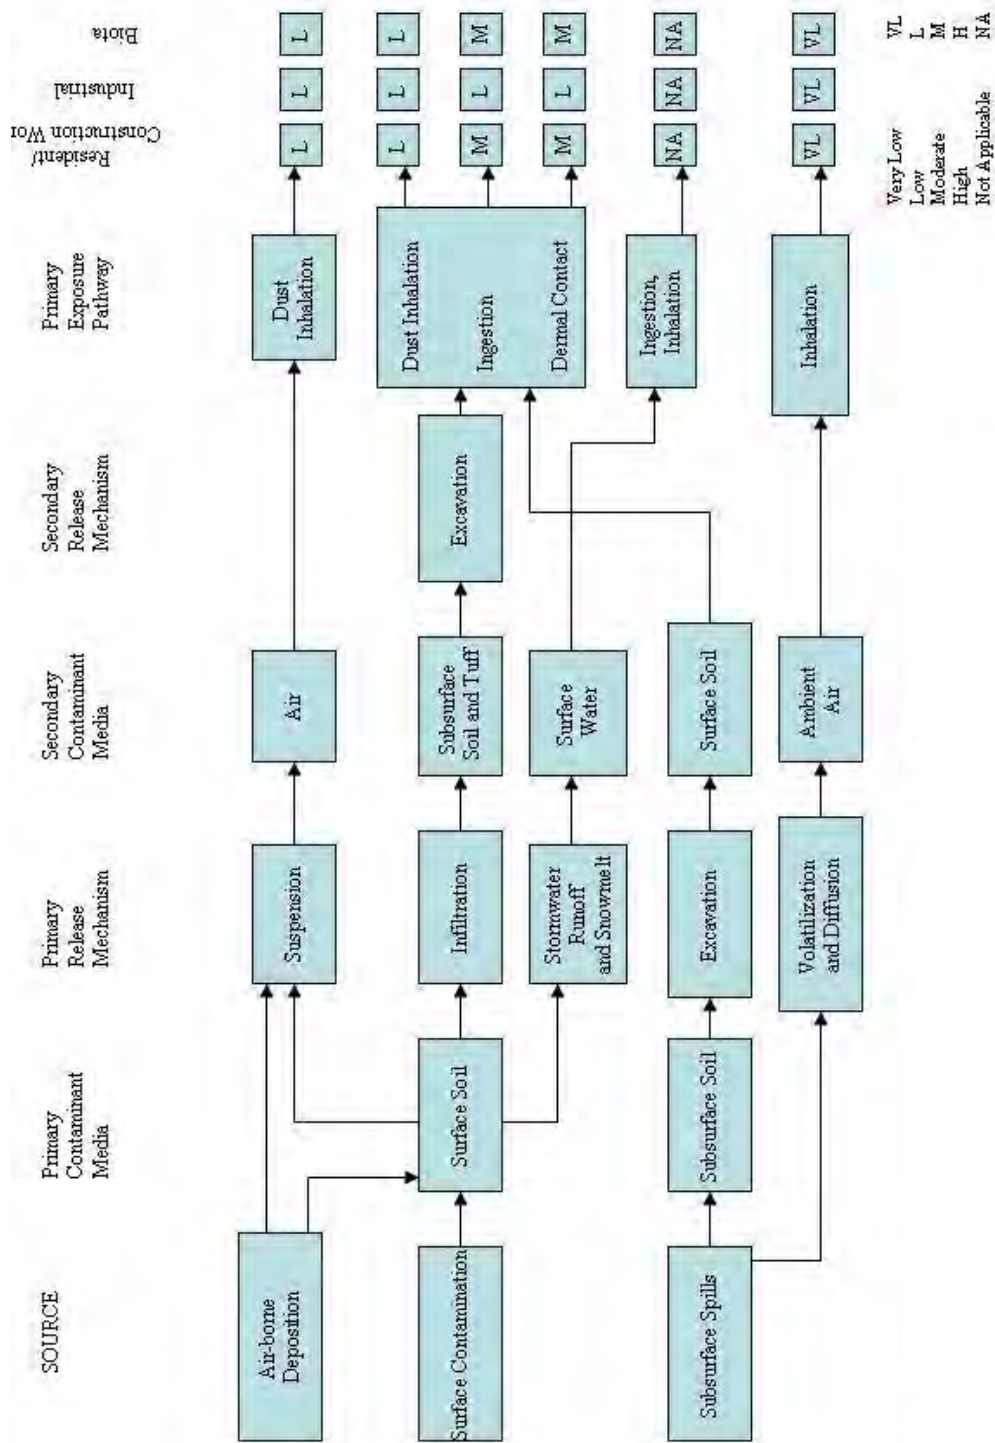 SOURCE
Primary
Contaminant
Media
Primary
Release
Mechanism
Secondary
Contaminant
Media
Secondary
Release
Mechanism
Primary
Exposure
Pathway
Resident/
Construction Wor
Industrial
Biota
Air-borne
Deposition
Suspension
Air
Dust
Inhalation
L
L
L
Surface Contamination
Surface Soil
Infiltration
Subsurface
Soil and Tuff
Excavation
Dust Inhalation
Ingestion
Dermal Contact
L
L
L
M
L
M
M
L
M
Stormwater
Runoff
and Snowmelt
Surface
Water
Ingestion,
Inhalation
NA
NA
NA
Subsurface Spills
Subsurface Soil
Excavation
Surface Soil
Volatilization
and Diffusion
Ambient
Air
Inhalation
VL
VL
VL
Very Low VL
Low L
Moderate M
High H
Not Applicable NA